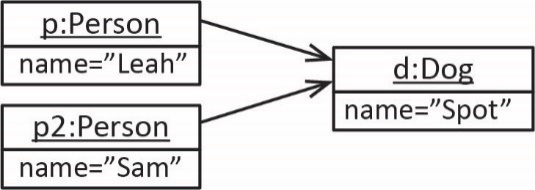 p:Person
name=”Leah”
p2:Person
name=”Sam”
d:Dog
name=”Spot”